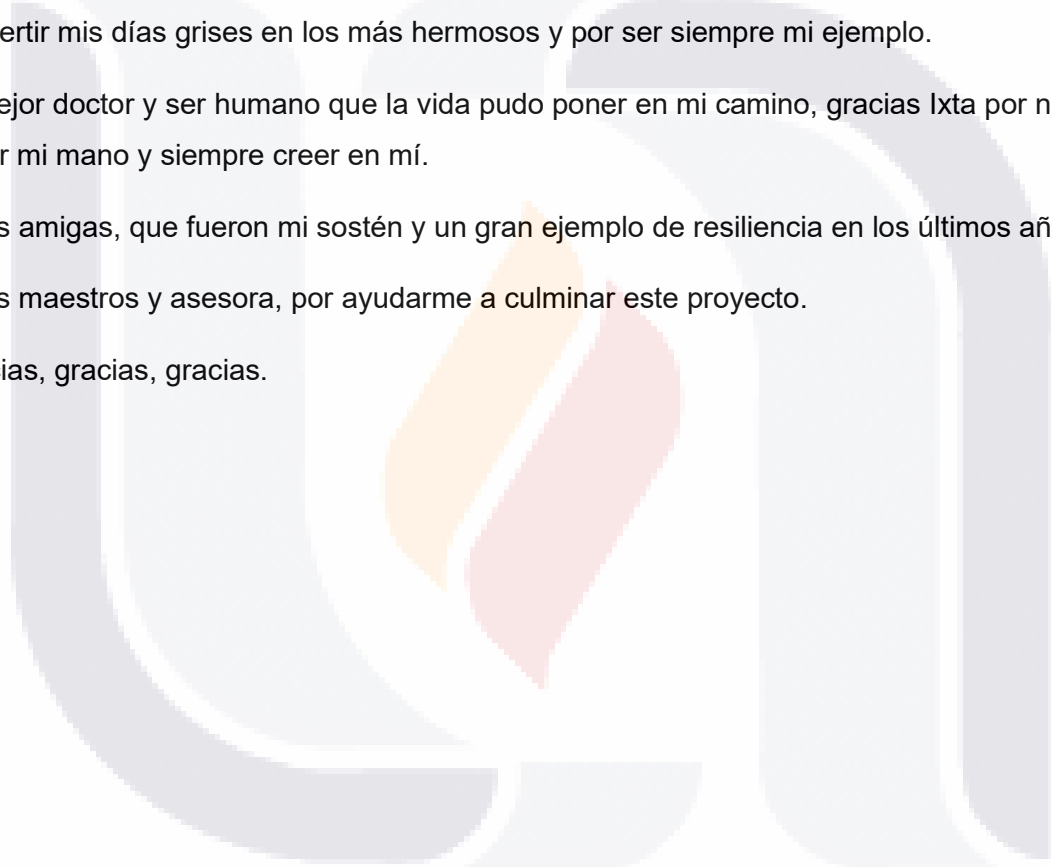 ertir mis días grises en los más hermosos y por ser siempre mi ejemplo.
ejor doctor y ser humano que la vida pudo poner en mi camino, gracias Ixta por n
r mi mano y siempre creer en mí.
s amigas, que fueron mi sostén y un gran ejemplo de resiliencia en los últimos añ
s maestros y asesora, por ayudarme a culminar este proyecto.
ias, gracias, gracias.